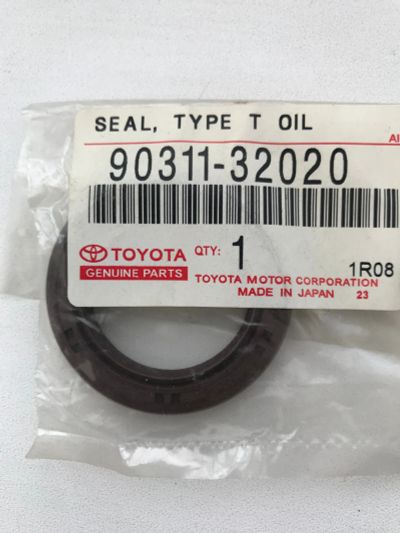 SEAL, TYPE T OIL
90311-32020
TOYOTA QTY: 1 1R08
GENUINE PARTS TOYOTA MOTOR CORPORATION
MADE IN JAPAN 23